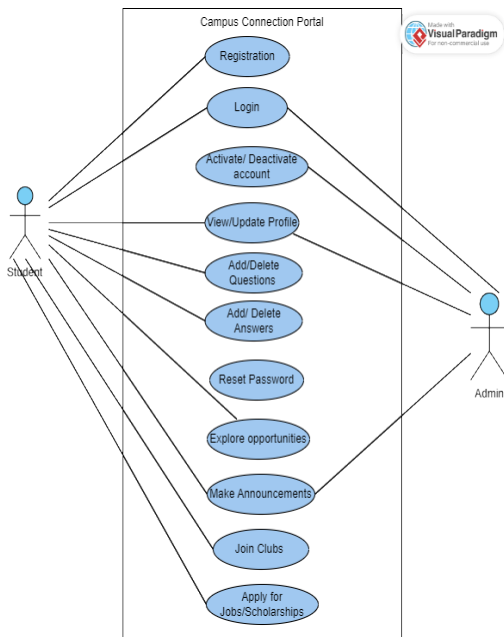 Campus Connection Portal
Made with
Visual Paradigm
For non-commercial use
Registration
Login
Activate/ Deactivate
account
View/Update Profile
Add/Delete
Questions
Add/ Delete
Answers
Reset Password
Explore opportunities
Make Announcements
Join Clubs
Apply for
Jobs/Scholarships
Student
Admin